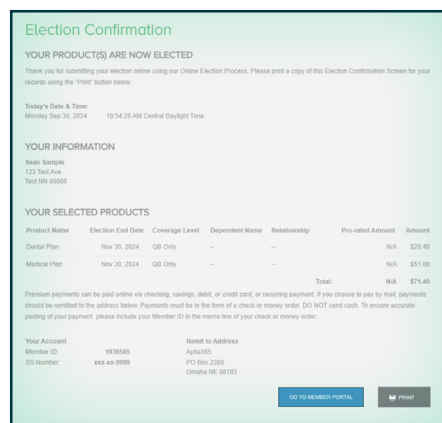 Election Confirmation
YOUR PRODUCT(S) ARE NOW ELECTED
Thank you for submitting your election online using our Online Election Process. Please print a copy of this Election Confirmation Screen for your
records using the "Print" button below.
Today's Date & Time:
Monday Sep 30, 2024 10:54:26 AM Central Daylight Time
YOUR INFORMATION
Sean Sample
123 Test Ave
Test NN 00000
YOUR SELECTED PRODUCTS
Product Name Election End Date Coverage Level Dependent Name Relationship Pro-rated Amount Amount
Dental Plan Nov 30, 2024 QB Only -- -- N/A $20.40
Medical Plan Nov 30, 2024 QB Only -- -- N/A $51.00
Total: N/A $71.40
Premium payments can be paid online via checking, savings, debit, or credit card, or recurring payment. If you choose to pay by mail, payments
should be remitted to the address below. Payments must be in the form of a check or money order. DO NOT send cash. To ensure accurate
posting of your payment, please include your Member ID in the memo line of your check or money order.
Your Account Remit to Address
Member ID: 1936585 Aptia365
SS Number: xxx-xx-9999 PO Box 2280
Omaha NE 68103
GO TO MEMBER PORTAL PRINT